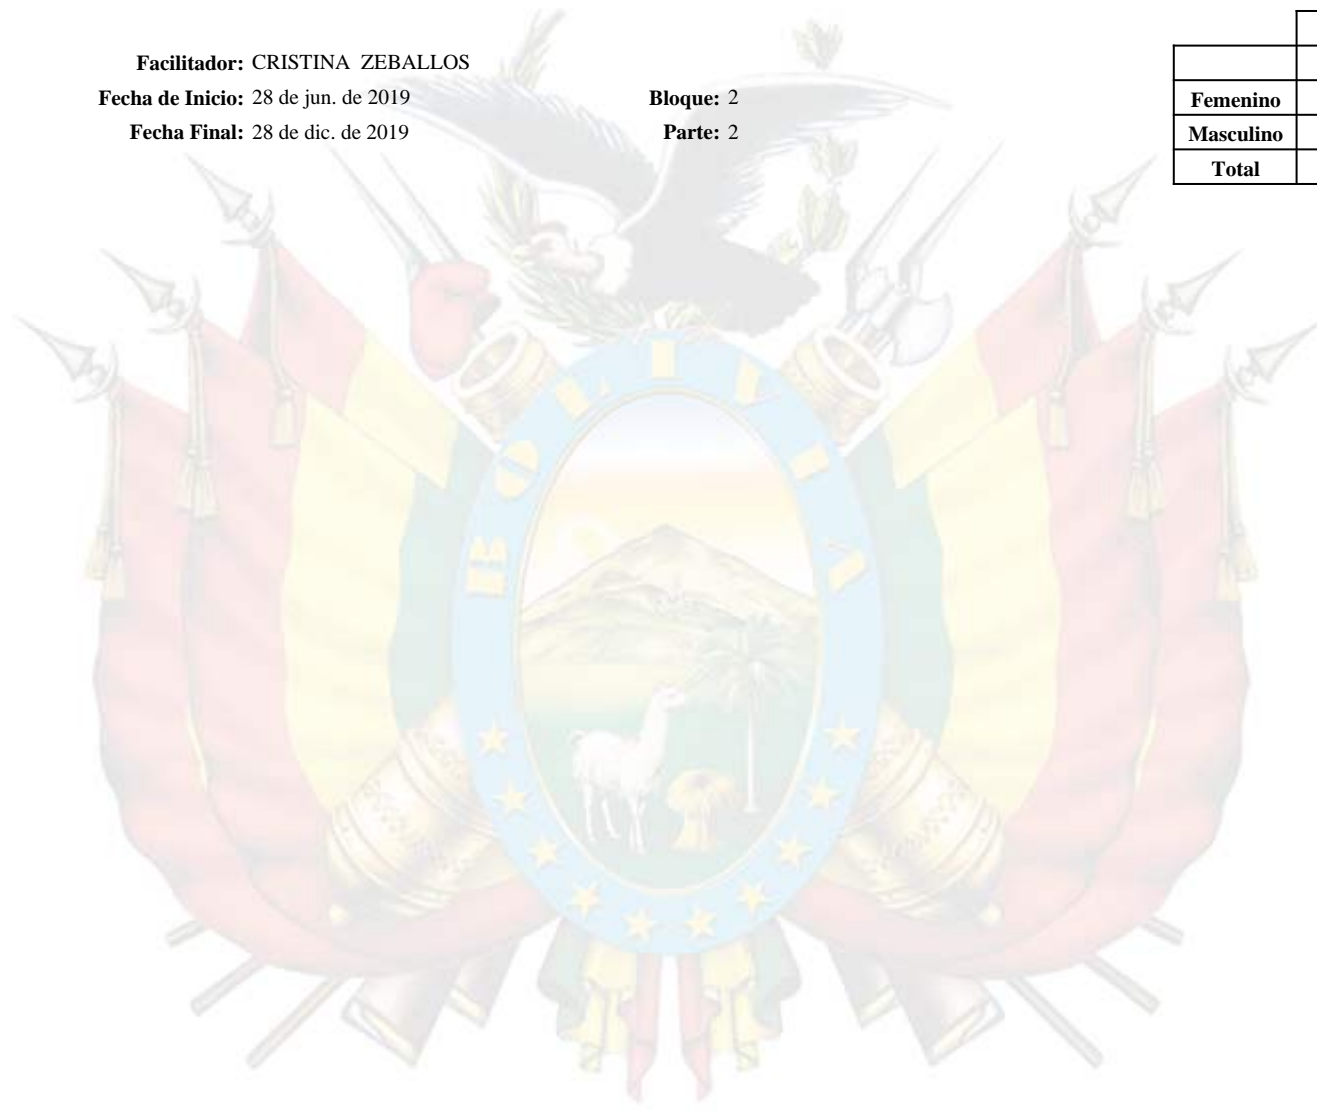 Facilitador: CRISTINA ZEBALLOS
Fecha de Inicio: 28 de jun. de 2019 Bloque: 2
Fecha Final: 28 de dic. de 2019 Parte: 2
Femenino
Masculino
Total
BOLIVIA